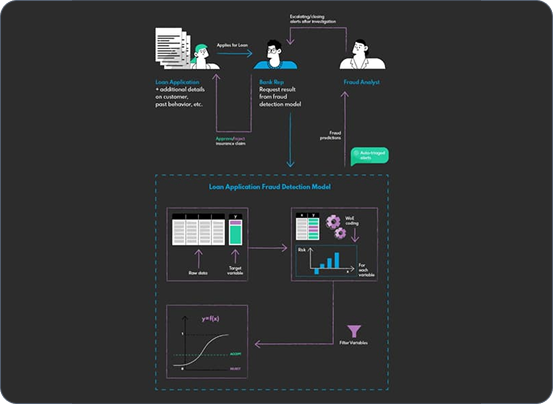 Escalating/closing
alerts after investigation
Applies for Loan
Loan Application
+ additional details
on customer,
past behavior, etc.
Bank Rep
Request result
from fraud
detection model
Fraud Analyst
Approve/Reject
insurance claim
Fraud
predictions
Auto-triaged
alerts
Loan Application Fraud Detection Model
y
Raw data
Target
variable
x y
WoE
coding
Risk
x
For
each
variable
y=f(x)
1
ACCEPT
REJECT
0
Filter Variables